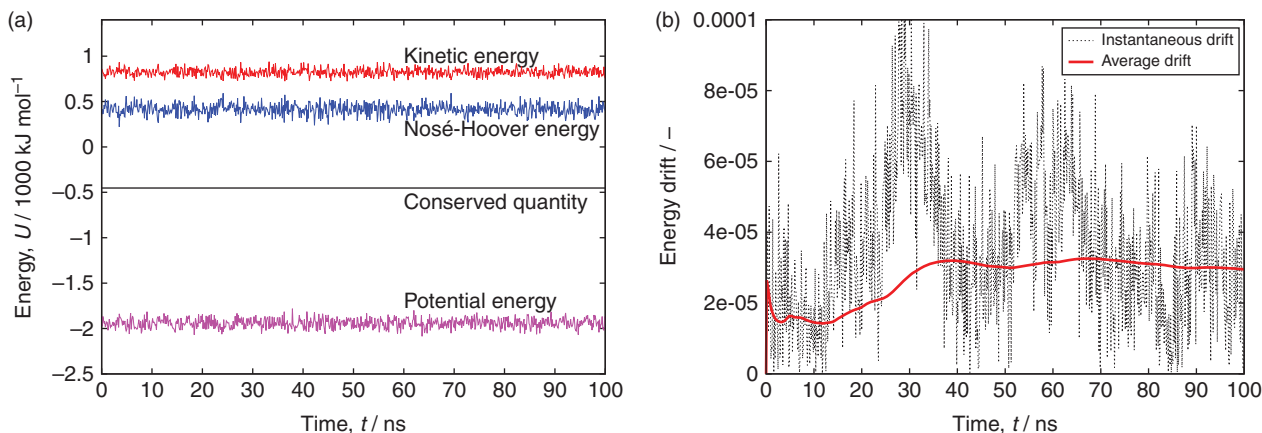 (a)
1
0.5
0
−0.5
−1
−1.5
−2
−2.5
Energy, U / 1000 kJ mol⁻¹
Kinetic energy
Nosé-Hoover energy
Conserved quantity
Potential energy
0 10 20 30 40 50 60 70 80 90 100
Time, t / ns
(b)
0.0001
8e-05
6e-05
4e-05
2e-05
0
Energy drift / –
Instantaneous drift
Average drift
0 10 20 30 40 50 60 70 80 90 100
Time, t / ns